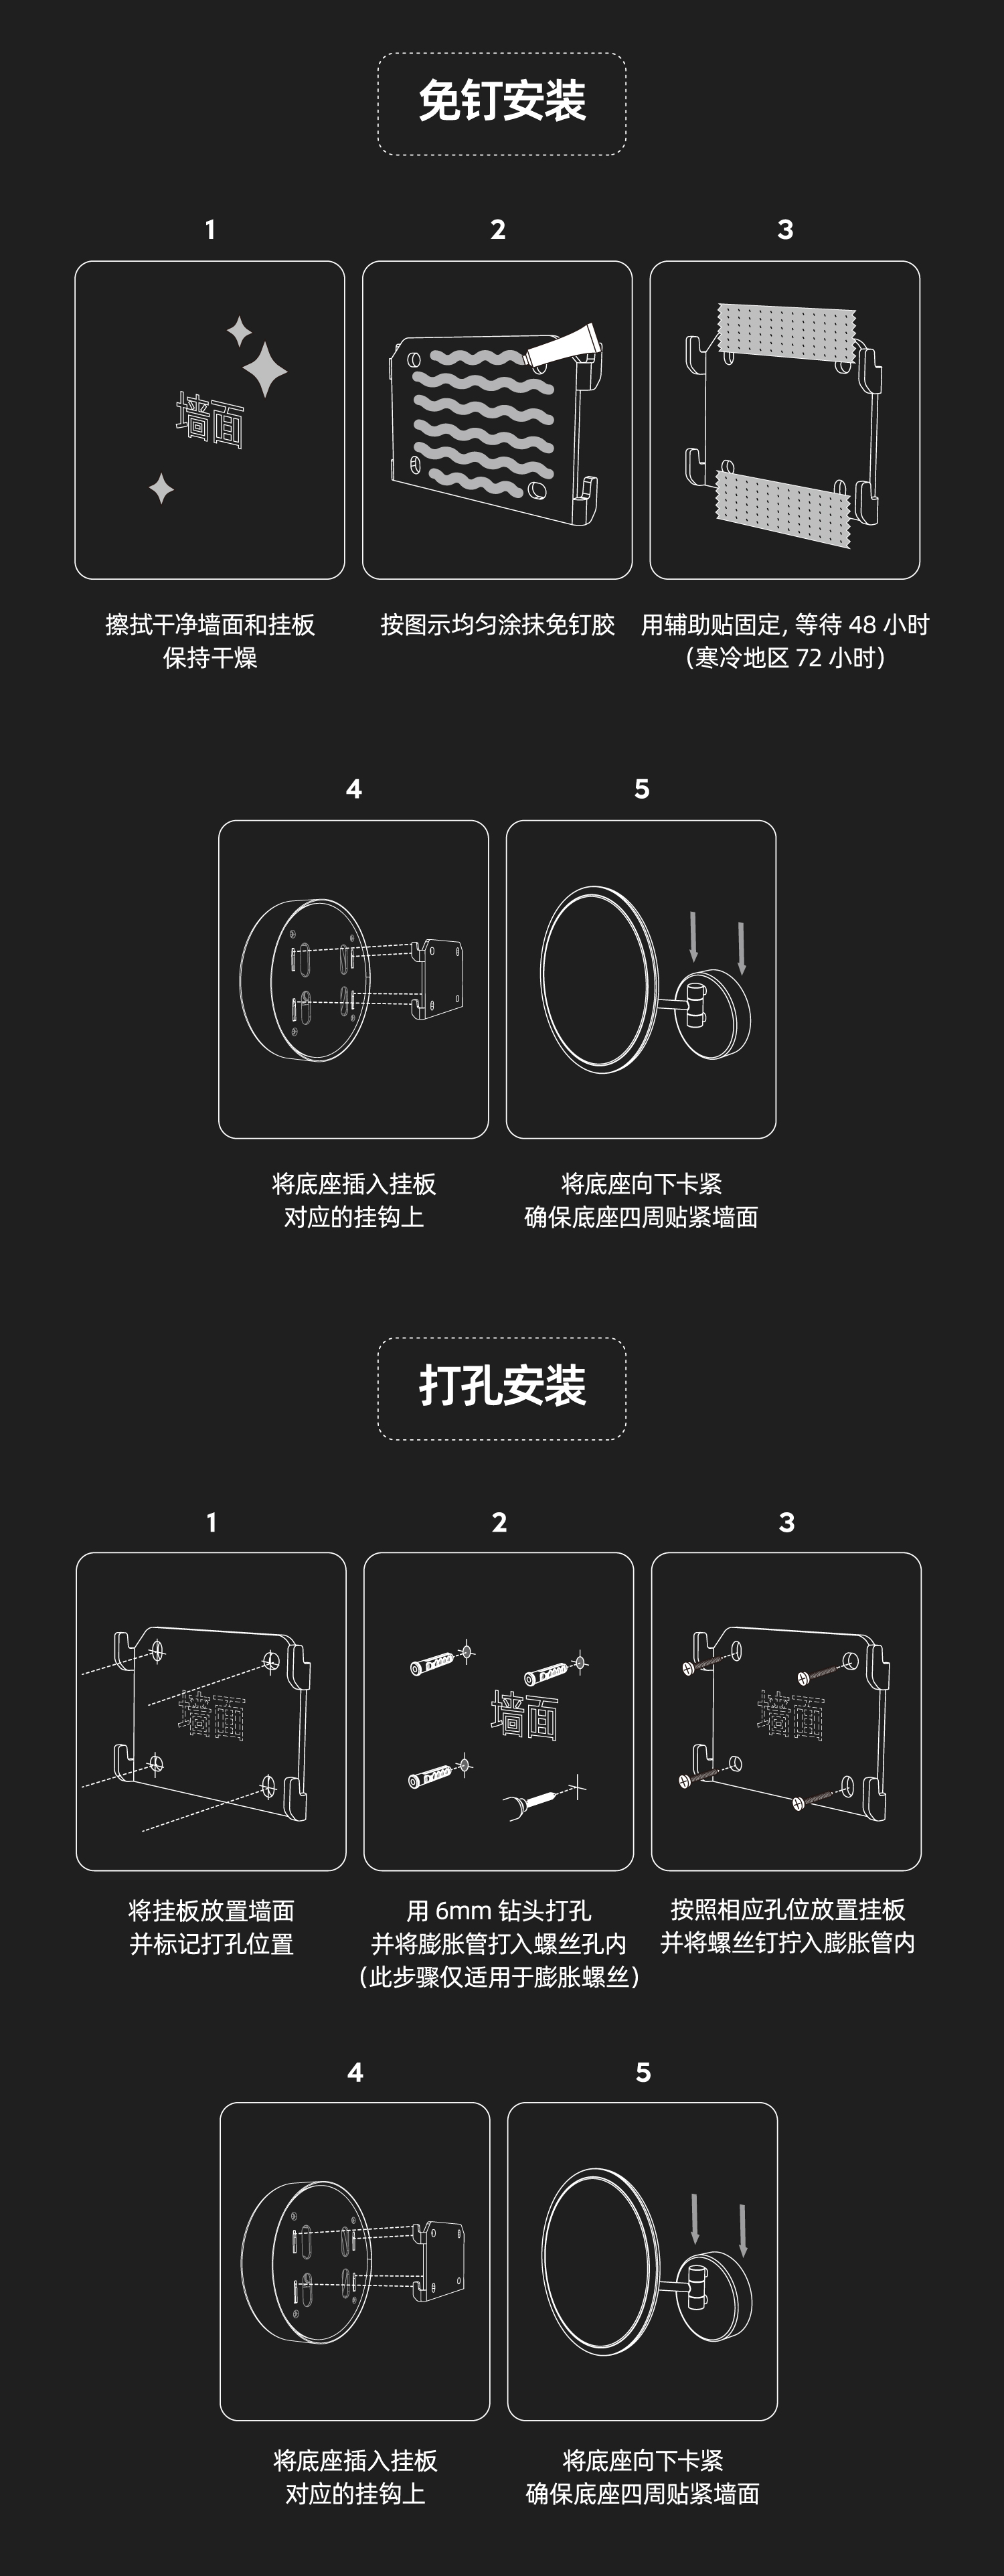 免钉安装
1
2
3
墙面
擦拭干净墙面和挂板
保持干燥
按图示均匀涂抹免钉胶
用辅助贴固定, 等待 48 小时
(寒冷地区 72 小时)
4
5
将底座插入挂板
对应的挂钩上
将底座向下卡紧
确保底座四周贴紧墙面
打孔安装
1
2
3
墙面
墙面
墙面
将挂板放置墙面
并标记打孔位置
用 6mm 钻头打孔
并将膨胀管打入螺丝孔内
(此步骤仅适用于膨胀螺丝)
按照相应孔位放置挂板
并将螺丝钉拧入膨胀管内
4
5
将底座插入挂板
对应的挂钩上
将底座向下卡紧
确保底座四周贴紧墙面